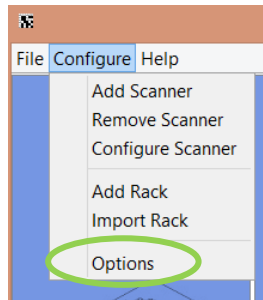 File Configure Help
Add Scanner
Remove Scanner
Configure Scanner
Add Rack
Import Rack
Options